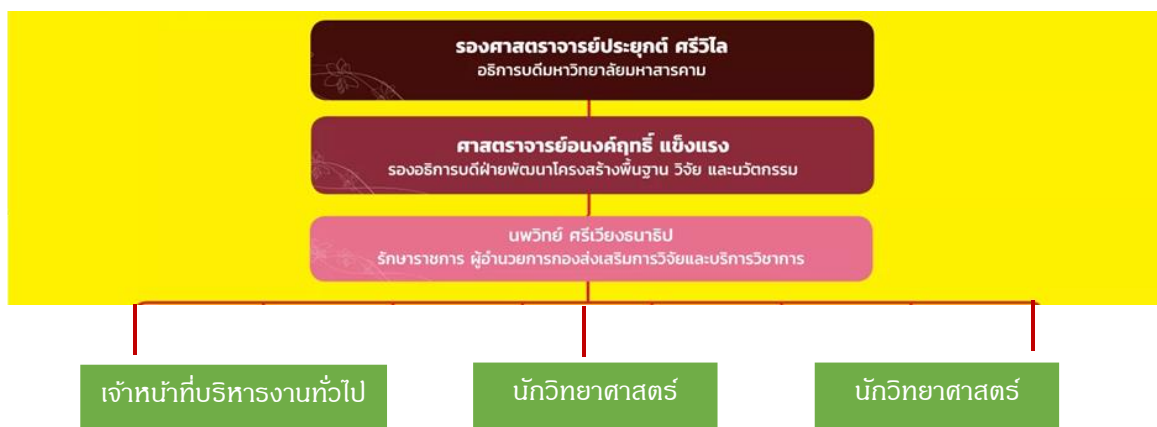 รองศาสตราจารย์ประยุกต์ ศรีวิไล
อธิการบดีมหาวิทยาลัยมหาสารคาม
ศาสตราจารย์อนงค์ฤทธิ์ แข็งแรง
รองอธิการบดีฝ่ายพัฒนาโครงสร้างพื้นฐาน วิจัย และนวัตกรรม
นพวิทย์ ศรีเวียงธนาธิป
รักษาราชการ ผู้อำนวยการกองส่งเสริมการวิจัยและบริการวิชาการ
เจ้าหน้าที่บริหารงานทั่วไป
นักวิทยาศาสตร์
นักวิทยาศาสตร์